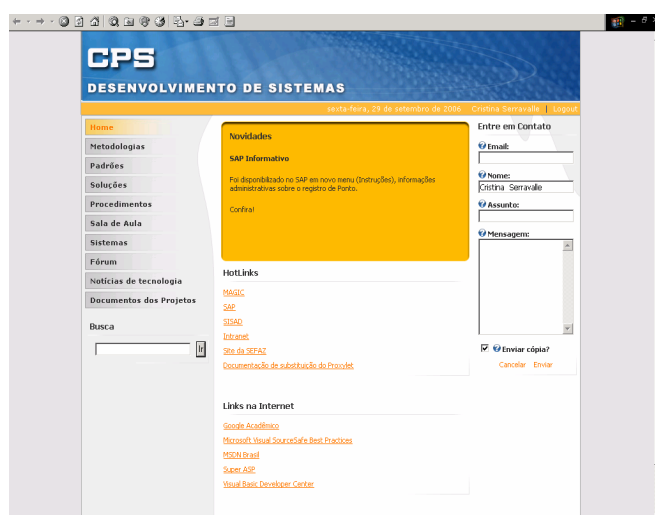 CPS
DESENVOLVIMENTO DE SISTEMAS
sexta-feira, 29 de setembro de 2006 Cristina Serravalle | Logout
Home
Metodologias
Padrões
Soluções
Procedimentos
Sala de Aula
Sistemas
Fórum
Notícias de tecnologia
Documentos dos Projetos
Busca
Ir
Novidades
SAP Informativo
Foi disponibilizado no SAP em novo menu (Instruções), informações
administrativas sobre o registro de Ponto.
Confira!
HotLinks
MAGIC
SAP
SISAD
Intranet
Site da SEFAZ
Documentação de substituição do Proxylet
Links na Internet
Google Acadêmico
Microsoft Visual SourceSafe Best Practices
MSDN Brasil
Super ASP
Visual Basic Developer Center
Entre em Contato
Email:
Nome:
Cristina Serravalle
Assunto:
Mensagem:
Enviar cópia?
Cancelar Enviar